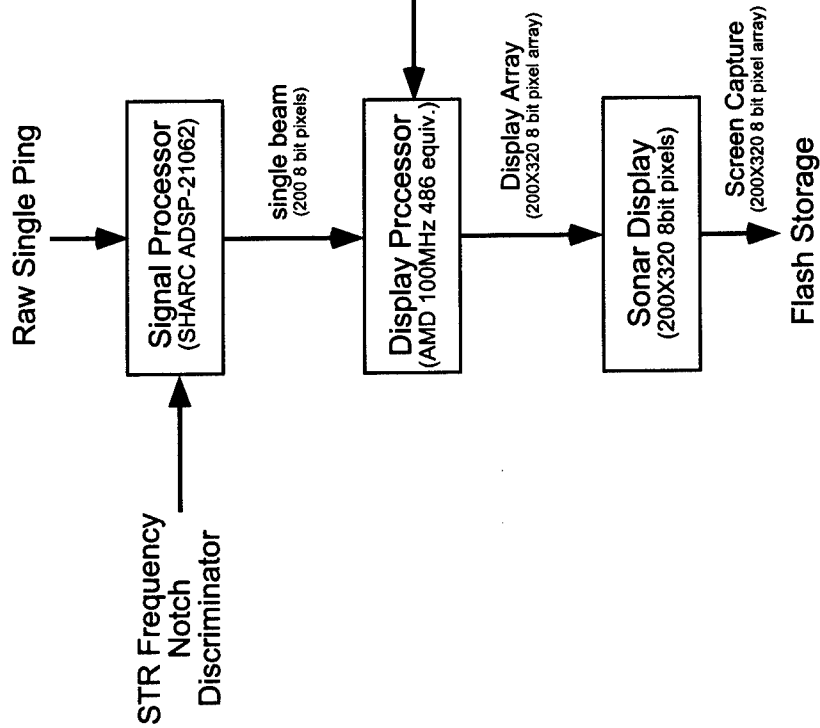 Raw Single Ping
STR Frequency
Notch
Discriminator
Signal Processor
(SHARC ADSP-21062)
single beam
(200 8 bit pixels)
Display Prccessor
(AMD 100MHz 486 equiv.)
Display Array
(200X320 8 bit pixel array)
Sonar Display
(200X320 8bit pixels)
Screen Capture
(200X320 8 bit pixel array)
Flash Storage